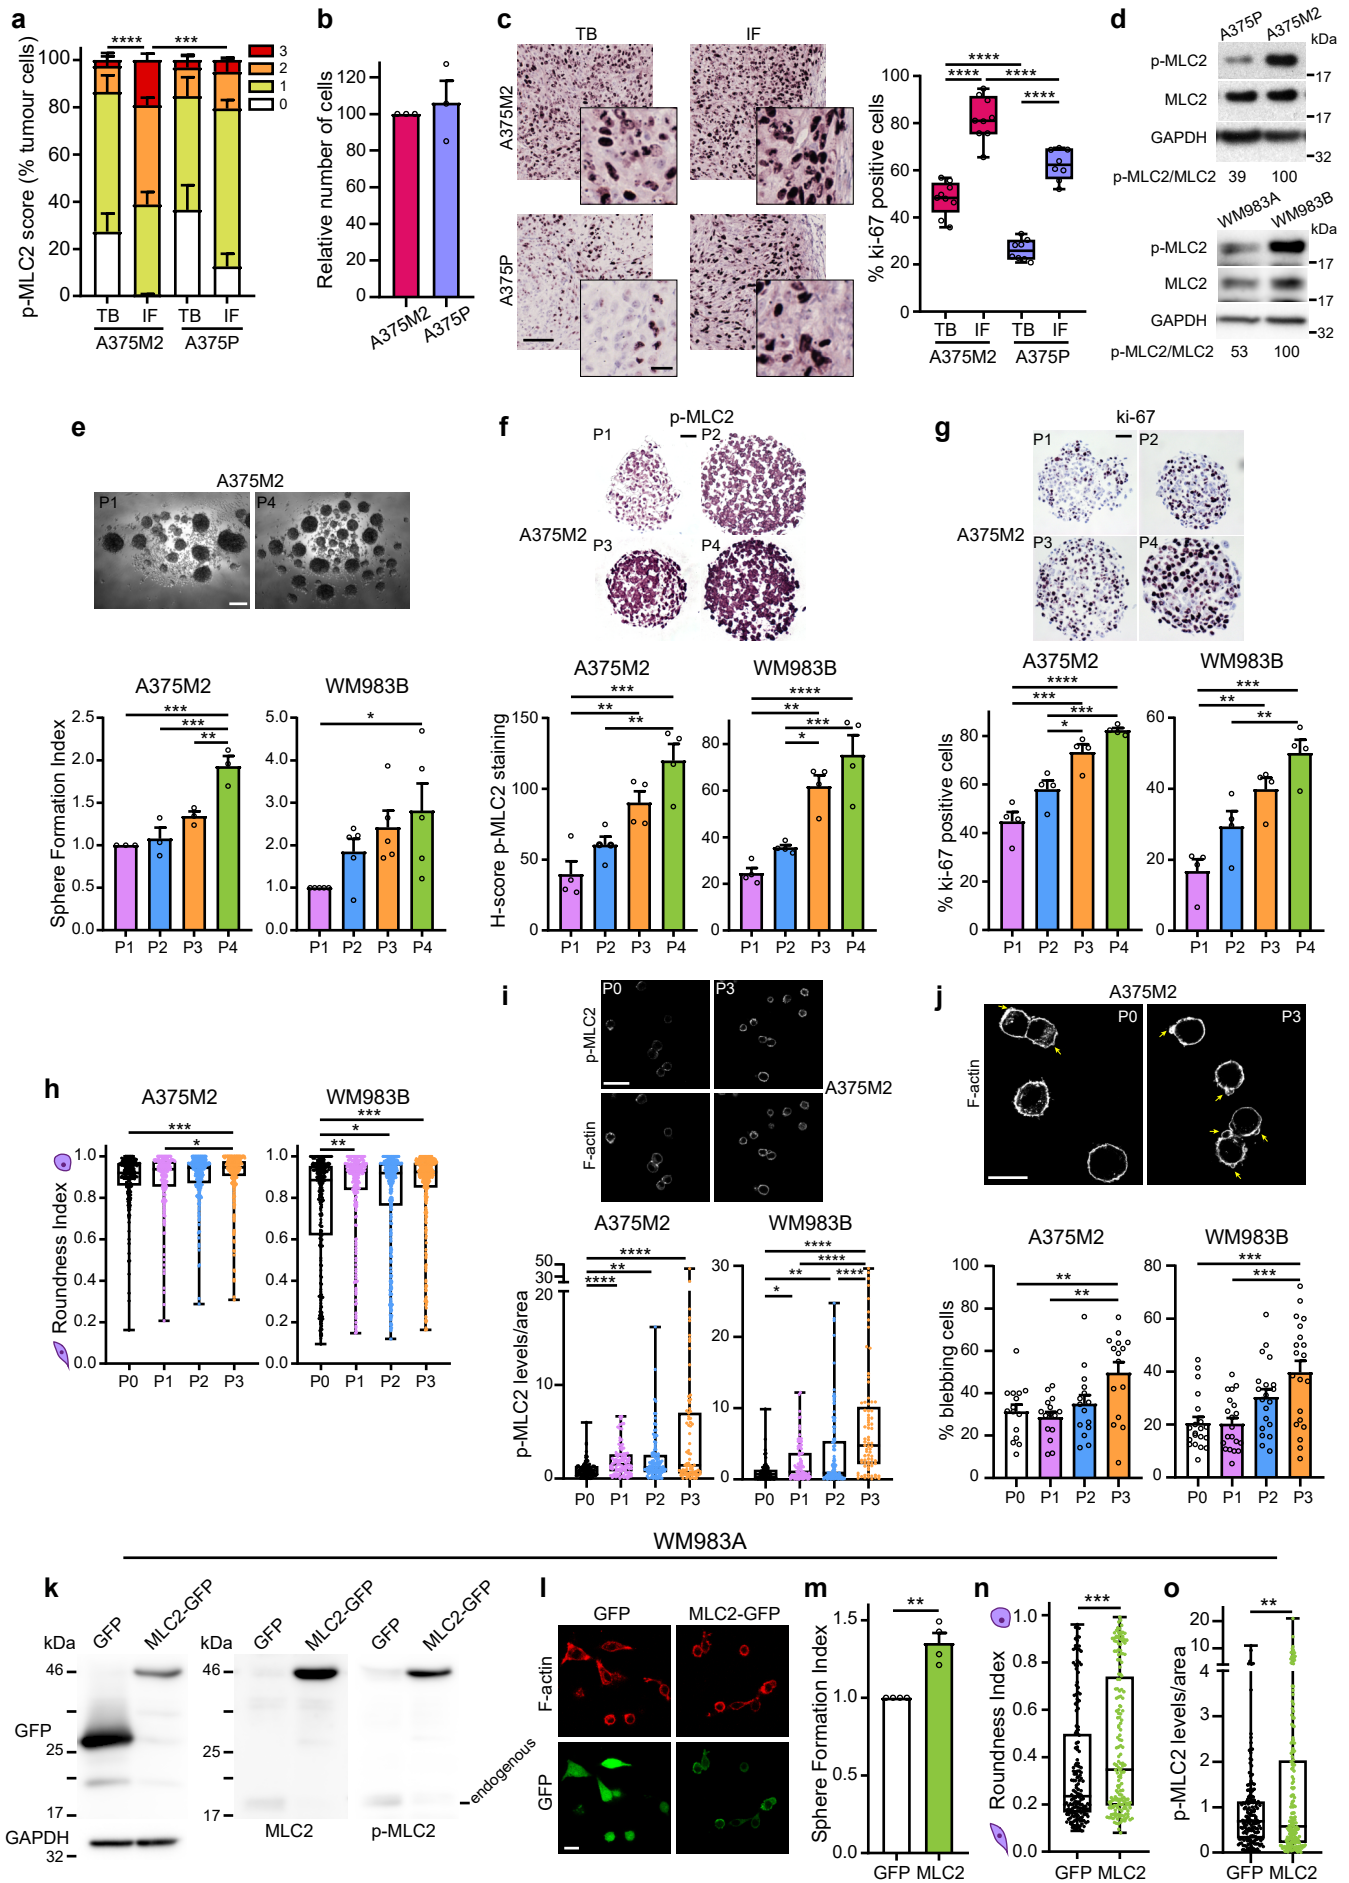 a
p-MLC2 score (% tumour cells)
100
80
60
40
20
0
**** ***
3
2
1
0
TB IF TB IF
A375M2 A375P
b
Relative number of cells
120
100
80
60
40
20
0
A375M2 A375P
c
TB IF
A375M2
A375P
% ki-67 positive cells
100
80
60
40
20
0
****
**** ****
****
TB IF TB IF
A375M2 A375P
d
A375P A375M2
kDa
p-MLC2
17
MLC2
17
GAPDH
32
p-MLC2/MLC2 39 100
WM983A WM983B
kDa
p-MLC2
17
MLC2
17
GAPDH
32
p-MLC2/MLC2 53 100
e
A375M2
P1 P4
A375M2
Sphere Formation Index
2.5
2.0
1.5
1.0
0.5
0.0
***
***
**
P1 P2 P3 P4
WM983B
5.0
4.0
3.0
2.0
1.0
0.0
*
P1 P2 P3 P4
f
p-MLC2
P1 P2
A375M2
P3 P4
A375M2
H-score p-MLC2 staining
150
100
50
0
***
**
**
P1 P2 P3 P4
WM983B
80
60
40
20
0
****
**
***
*
P1 P2 P3 P4
g
ki-67
P1 P2
A375M2
P3 P4
A375M2
% ki-67 positive cells
80
60
40
20
0
****
***
***
*
P1 P2 P3 P4
WM983B
60
40
20
0
***
**
**
P1 P2 P3 P4
h
A375M2
Roundness Index
1.0
0.8
0.6
0.4
0.2
0.0
***
*
P0 P1 P2 P3
WM983B
1.0
0.8
0.6
0.4
0.2
0.0
***
*
**
P0 P1 P2 P3
i
P0 P3
p-MLC2
A375M2
F-actin
A375M2
p-MLC2 levels/area
50
30
20
10
0
****
**
****
P0 P1 P2 P3
WM983B
30
20
10
0
****
****
** ****
*
P0 P1 P2 P3
j
A375M2
P0 P3
F-actin
A375M2
% blebbing cells
100
80
60
40
20
0
**
**
P0 P1 P2 P3
WM983B
80
60
40
20
0
***
***
P0 P1 P2 P3
WM983A
k
GFP MLC2-GFP
kDa
46
GFP
25
17
GAPDH
32
GFP MLC2-GFP GFP MLC2-GFP
kDa
46
25
17
endogenous
MLC2 p-MLC2
l
GFP MLC2-GFP
F-actin
GFP
m
Sphere Formation Index
1.5
1.0
0.5
0.0
**
GFP MLC2
n
Roundness Index
1.0
0.8
0.6
0.4
0.2
0.0
***
GFP MLC2
o
p-MLC2 levels/area
20
10
4
3
2
1
0
**
GFP MLC2